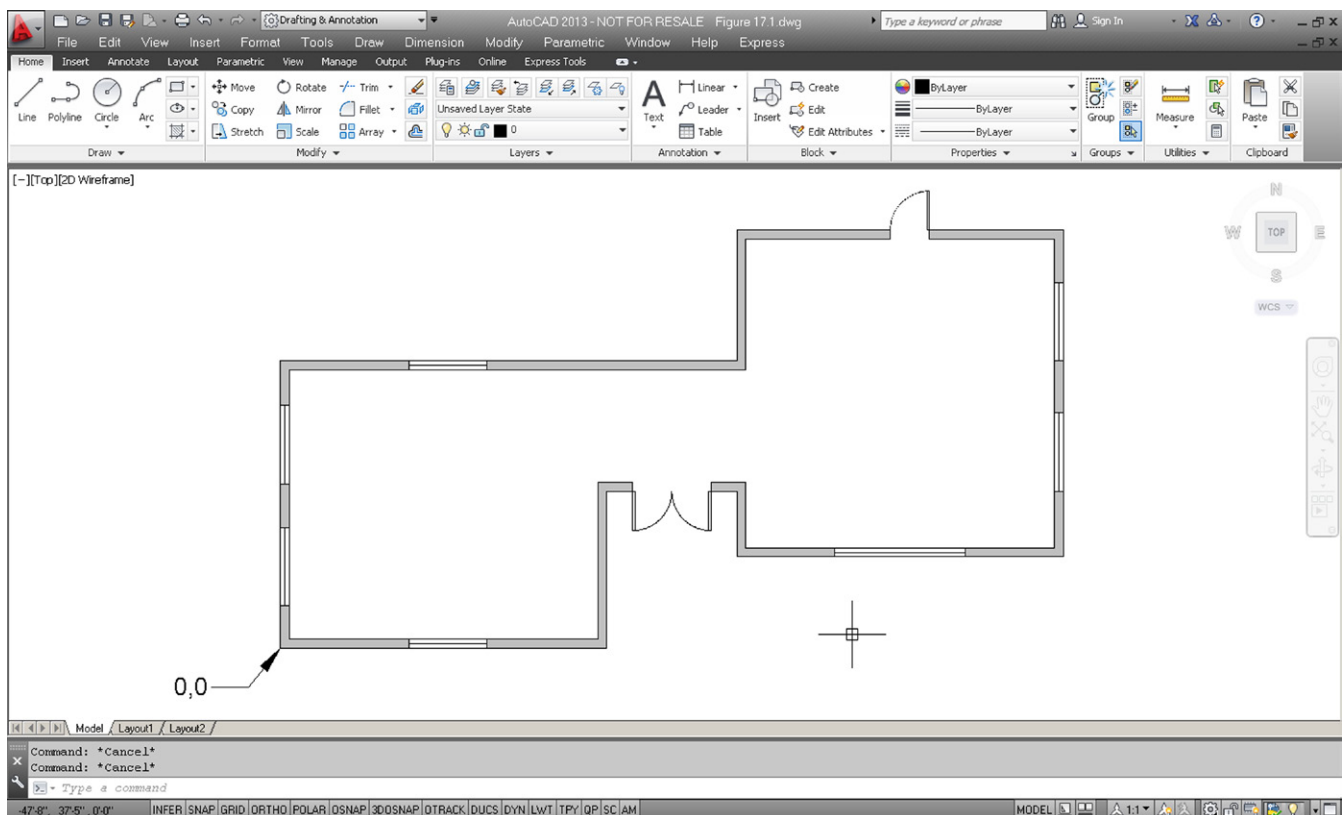 Drafting & Annotation AutoCAD 2013 - NOT FOR RESALE Figure 17.1.dwg Type a keyword or phrase Sign In
File Edit View Insert Format Tools Draw Dimension Modify Parametric Window Help Express
Home Insert Annotate Layout Parametric View Manage Output Plug-ins Online Express Tools
Move Rotate Trim Linear Create ByLayer
Copy Mirror Fillet Unsaved Layer State Leader Edit ByLayer
Line Polyline Circle Arc Text Insert Group Measure Paste
Stretch Scale Array 0 Table Edit Attributes ByLayer
Draw Modify Layers Annotation Block Properties Groups Utilities Clipboard
[-][Top][2D Wireframe]
N
W TOP E
S
WCS
0,0
Model Layout1 Layout2
Command: *Cancel*
Command: *Cancel*
Type a command
-47'-8", 37'-5", 0'-0" INFER SNAP GRID ORTHO POLAR OSNAP 3DOSNAP OTRACK DUCS DYN LWT TPY QP SC AM MODEL 1:1